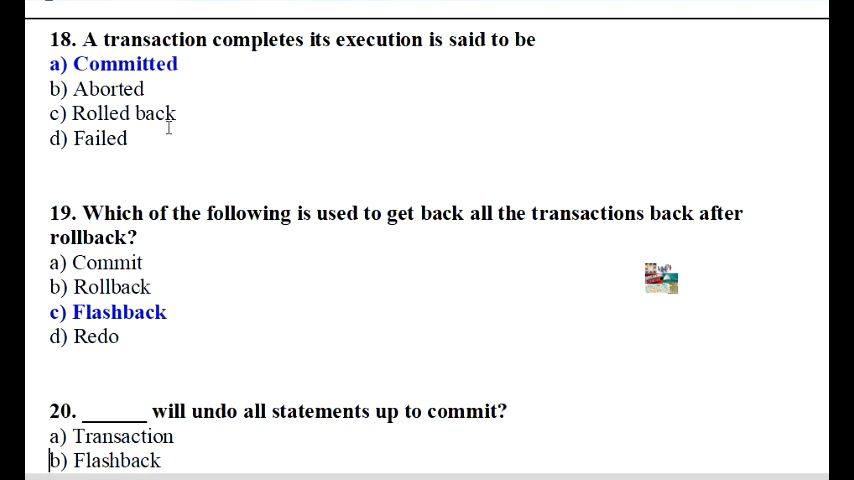 18. A transaction completes its execution is said to be
a) Committed
b) Aborted
c) Rolled back
d) Failed
19. Which of the following is used to get back all the transactions back after
rollback?
a) Commit
b) Rollback
c) Flashback
d) Redo
20. ______ will undo all statements up to commit?
a) Transaction
b) Flashback